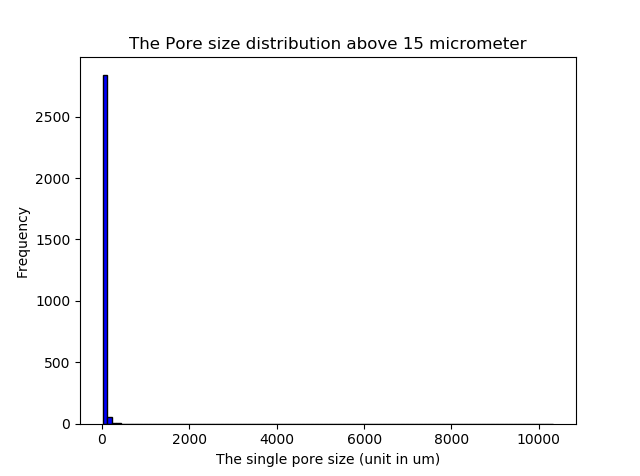 The Pore size distribution above 15 micrometer
2500
2000
1500
1000
500
0
Frequency
0 2000 4000 6000 8000 10000
The single pore size (unit in um)